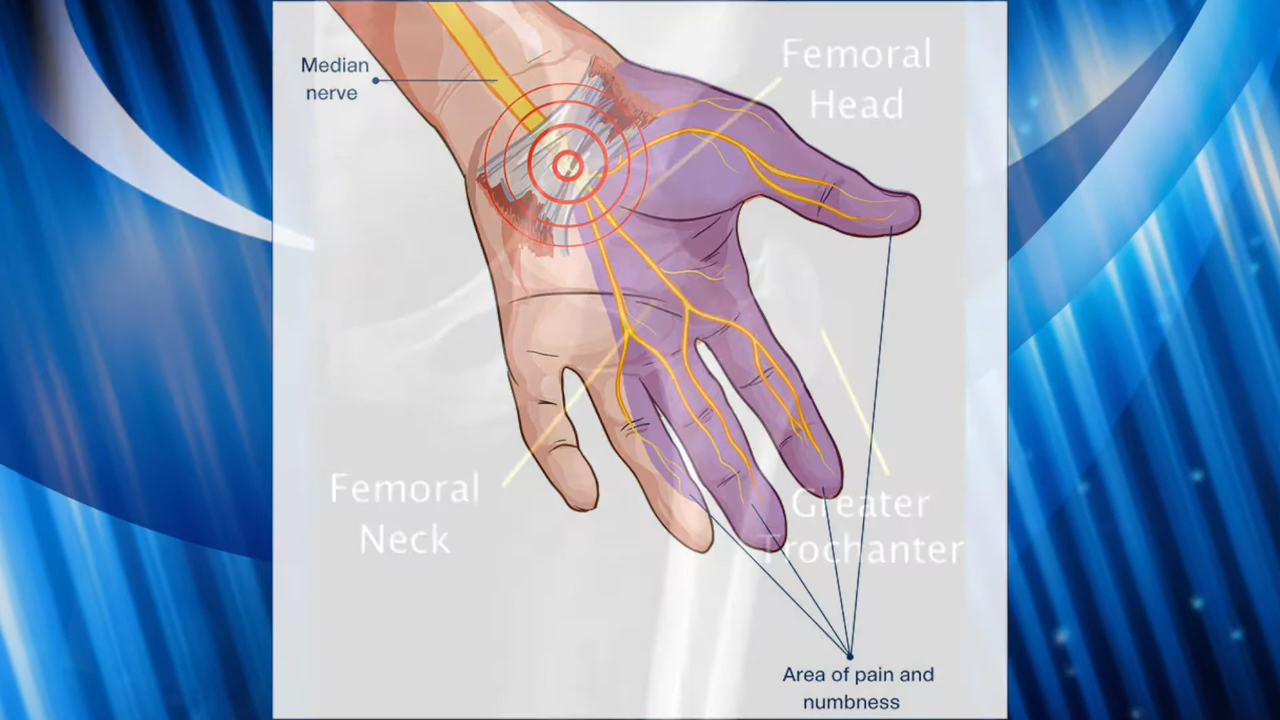 Median
nerve
Femoral
Head
Femoral
Neck
Greater
Trochanter
Area of pain and
numbness